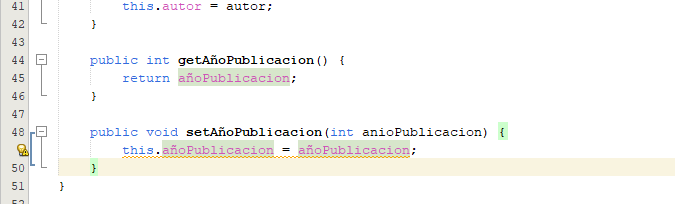 41 this.autor = autor;
42 }
43
44 public int getAñoPublicacion() {
45 return añoPublicacion;
46 }
47
48 public void setAñoPublicacion(int anioPublicacion) {
this.añoPublicacion = añoPublicacion;
50 }
51 }
52